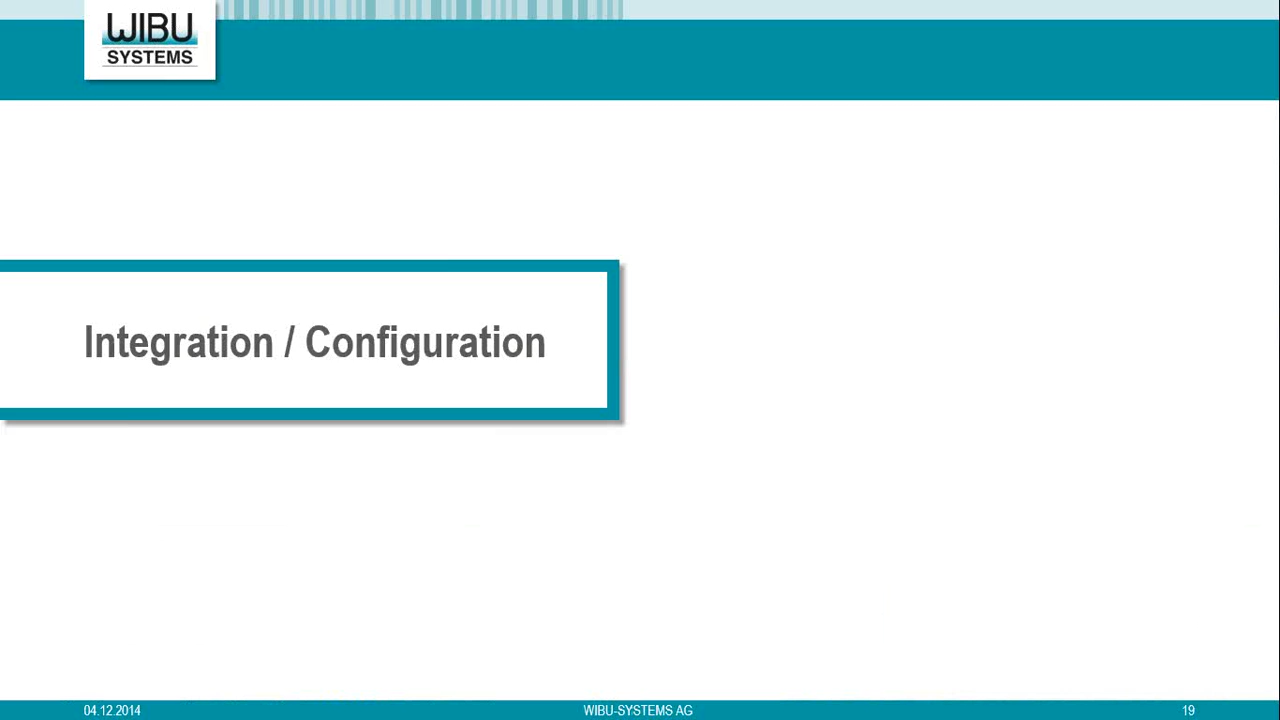 WIBU
SYSTEMS
Integration / Configuration
04.12.2014
WIBU-SYSTEMS AG
19